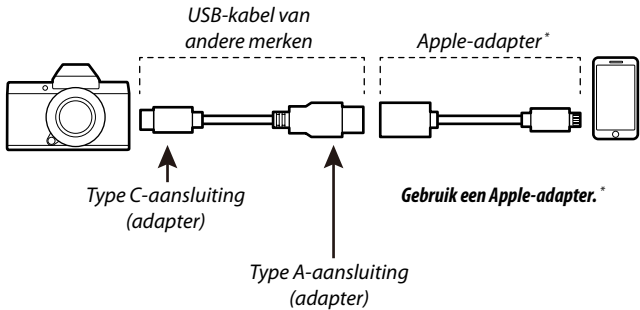 USB-kabel van
andere merken
Apple-adapter*
Type C-aansluiting
(adapter)
Gebruik een Apple-adapter.*
Type A-aansluiting
(adapter)